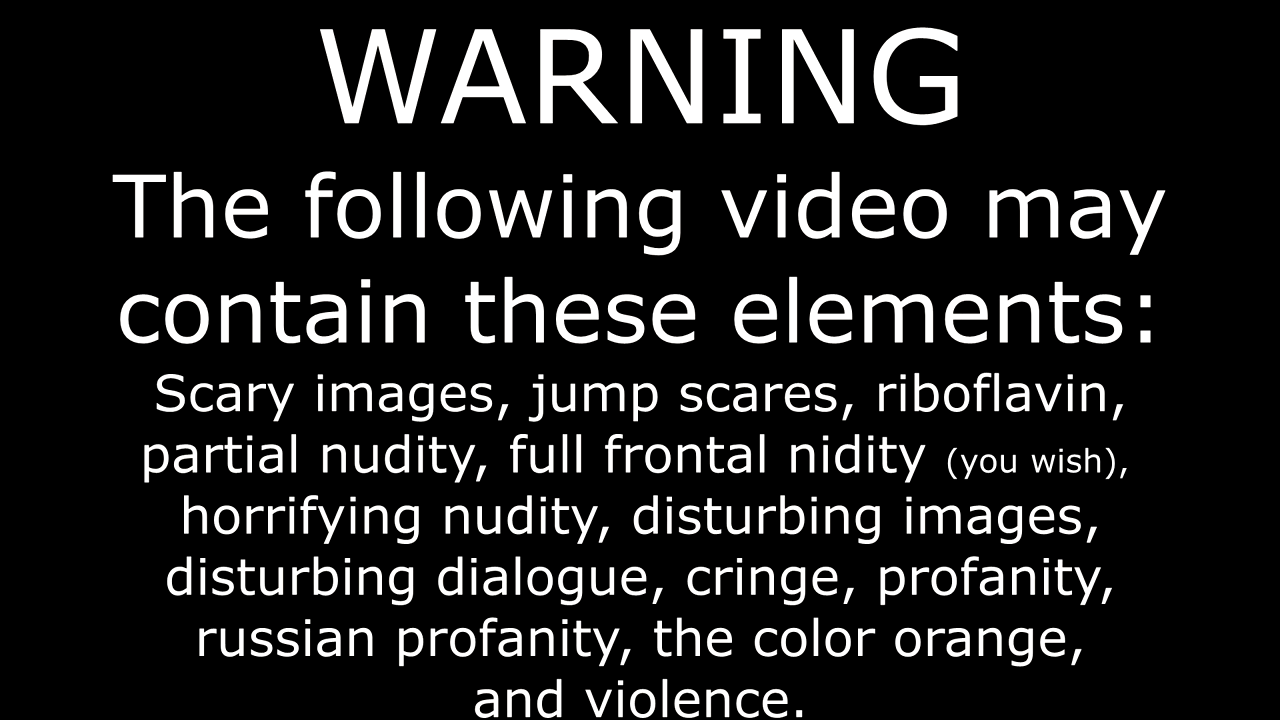 WARNING
The following video may
contain these elements:
Scary images, jump scares, riboflavin,
partial nudity, full frontal nidity (you wish),
horrifying nudity, disturbing images,
disturbing dialogue, cringe, profanity,
russian profanity, the color orange,
and violence.